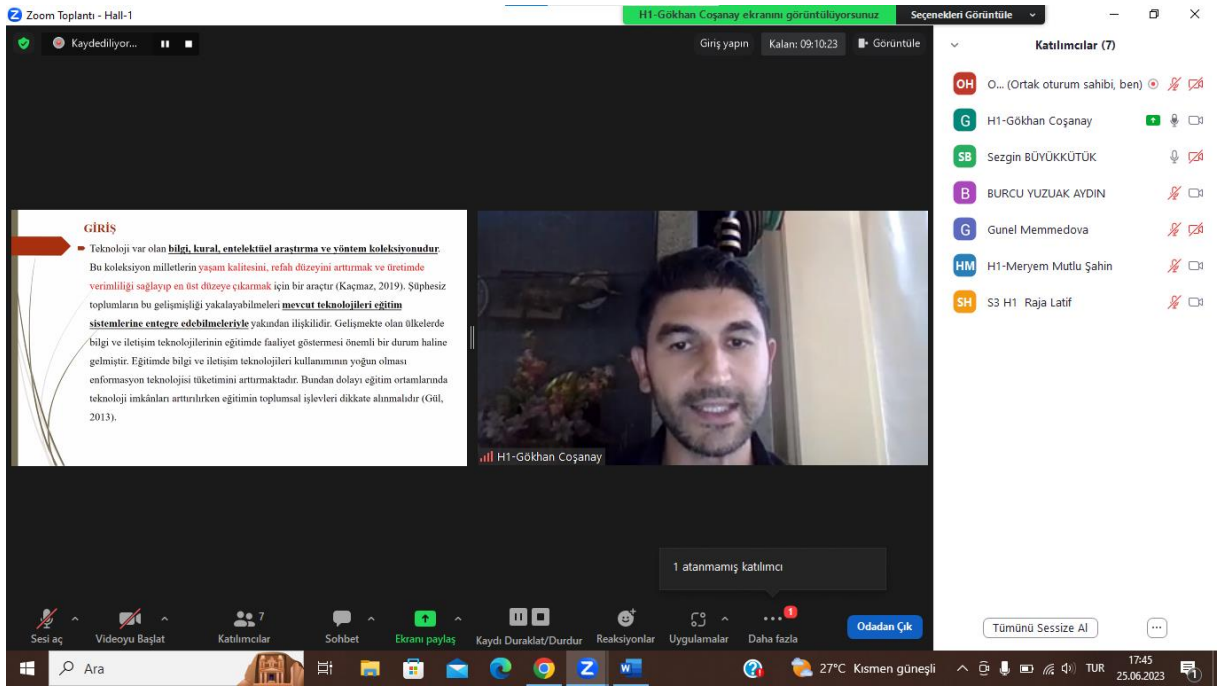 Zoom Toplantı - Hall-1
H1-Gökhan Coşanay ekranını görüntülüyorsunuz
Seçenekleri Görüntüle
Kaydediliyor...
Giriş yapın
Kalan: 09:10:23
Görüntüle
Katılımcılar (7)
OH O... (Ortak oturum sahibi, ben)
G H1-Gökhan Coşanay
SB Sezgin BÜYÜKKÜTÜK
B BURCU YUZUAK AYDIN
G Gunel Memmedova
HM H1-Meryem Mutlu Şahin
SH S3 H1 Raja Latif
GİRİŞ
Teknoloji var olan bilgi, kural, entelektüel araştırma ve yöntem koleksiyonudur.
Bu koleksiyon milletlerin yaşam kalitesini, refah düzeyini arttırmak ve üretimde
verimliliği sağlayıp en üst düzeye çıkarmak için bir araçtır (Kaçmaz, 2019). Şüphesiz
toplumların bu gelişmişliği yakalayabilmeleri mevcut teknolojileri eğitim
sistemlerine entegre edebilmeleriyle yakından ilişkilidir. Gelişmekte olan ülkelerde
bilgi ve iletişim teknolojilerinin eğitimde faaliyet göstermesi önemli bir durum haline
gelmiştir. Eğitimde bilgi ve iletişim teknolojileri kullanımının yoğun olması
enformasyon teknolojisi tüketimini arttırmaktadır. Bundan dolayı eğitim ortamlarında
teknoloji imkânları arttırılırken eğitimin toplumsal işlevleri dikkate alınmalıdır (Gül,
2013).
H1-Gökhan Coşanay
1 atanmamış katılımcı
Sesi aç
Videoyu Başlat
7
Katılımcılar
Sohbet
Ekranı paylaş
Kaydı Duraklat/Durdur
Reaksiyonlar
Uygulamalar
1
Daha fazla
Odadan Çık
Tümünü Sessize Al
Ara
27°C Kısmen güneşli
TUR
17:45
25.06.2023
1